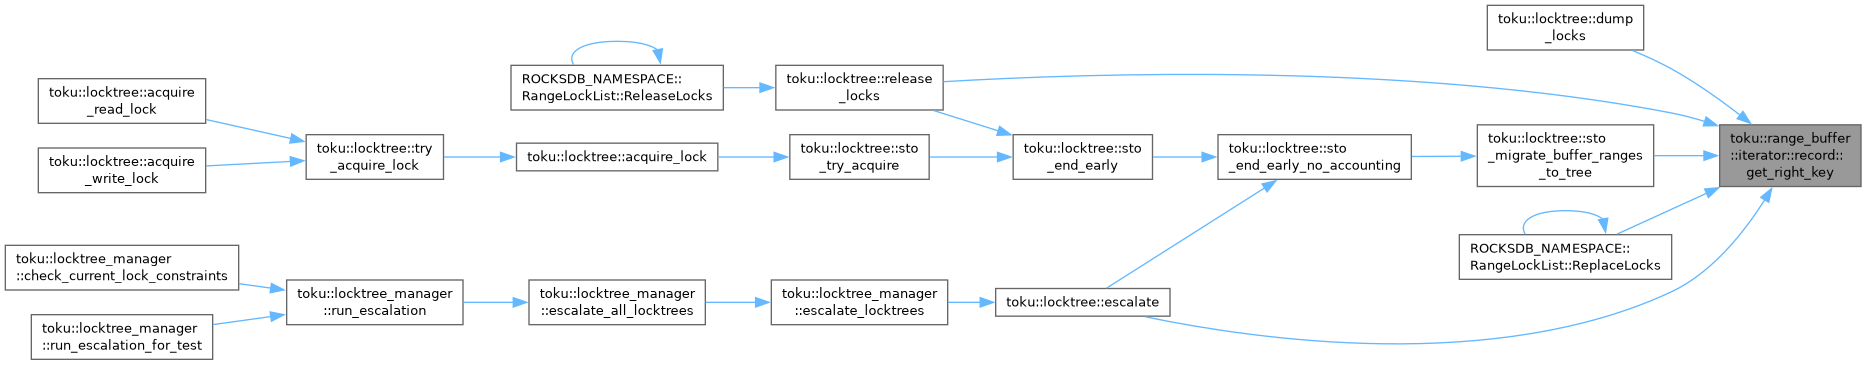 toku::locktree::dump
_locks
ROCKSDB_NAMESPACE::
RangeLockList::ReleaseLocks
toku::locktree::release
_locks
toku::locktree::acquire
_read_lock
toku::locktree::acquire
_write_lock
toku::locktree::try
_acquire_lock
toku::locktree::acquire_lock
toku::locktree::sto
_try_acquire
toku::locktree::sto
_end_early
toku::locktree::sto
_end_early_no_accounting
toku::locktree::sto
_migrate_buffer_ranges
_to_tree
toku::range_buffer
::iterator::record::
get_right_key
ROCKSDB_NAMESPACE::
RangeLockList::ReplaceLocks
toku::locktree_manager
::check_current_lock_constraints
toku::locktree_manager
::run_escalation_for_test
toku::locktree_manager
::run_escalation
toku::locktree_manager
::escalate_all_locktrees
toku::locktree_manager
::escalate_locktrees
toku::locktree::escalate